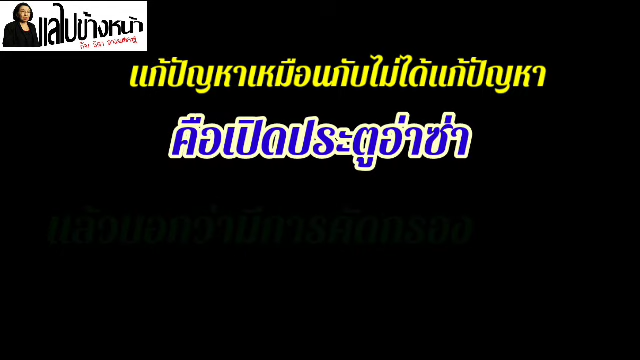 แลไปข้างหน้า
แก้ปัญหาเหมือนกับไม่ได้แก้ปัญหา
คือเปิดประตูอ่าซ่า
แล้วบอกว่ามีการคัดกรอง